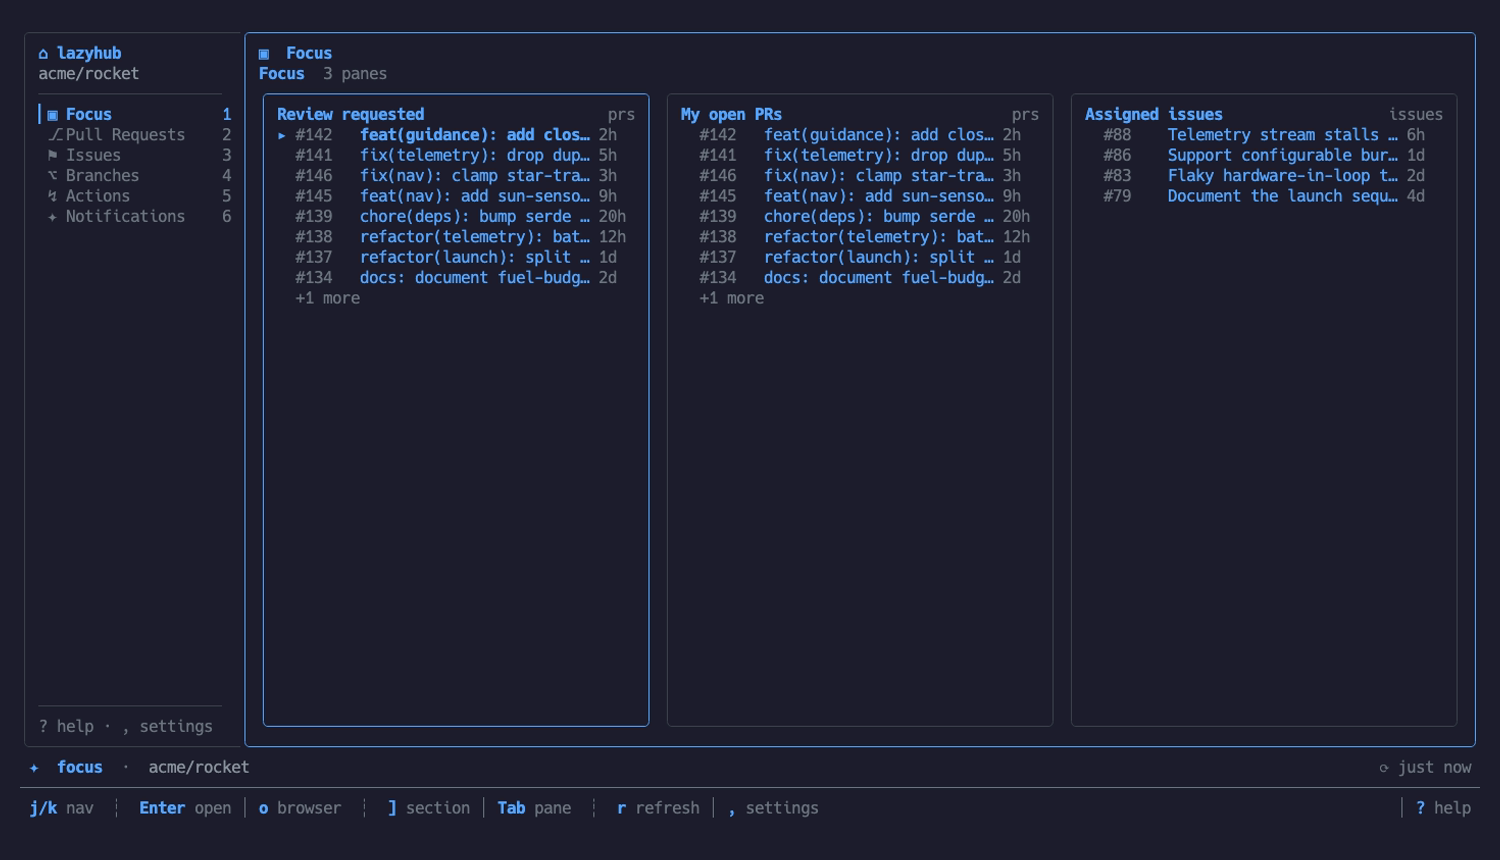 ⌂ lazyhub
acme/rocket
▣ Focus 1
⎇Pull Requests 2
⚑ Issues 3
⌥ Branches 4
↯ Actions 5
✦ Notifications 6
? help · , settings
▣ Focus
Focus 3 panes
Review requested prs
▸ #142 feat(guidance): add clos… 2h
#141 fix(telemetry): drop dup… 5h
#146 fix(nav): clamp star-tra… 3h
#145 feat(nav): add sun-senso… 9h
#139 chore(deps): bump serde … 20h
#138 refactor(telemetry): bat… 12h
#137 refactor(launch): split … 1d
#134 docs: document fuel-budg… 2d
+1 more
My open PRs prs
#142 feat(guidance): add clos… 2h
#141 fix(telemetry): drop dup… 5h
#146 fix(nav): clamp star-tra… 3h
#145 feat(nav): add sun-senso… 9h
#139 chore(deps): bump serde … 20h
#138 refactor(telemetry): bat… 12h
#137 refactor(launch): split … 1d
#134 docs: document fuel-budg… 2d
+1 more
Assigned issues issues
#88 Telemetry stream stalls … 6h
#86 Support configurable bur… 1d
#83 Flaky hardware-in-loop t… 2d
#79 Document the launch sequ… 4d
✦ focus · acme/rocket ⟳ just now
j/k nav ¦ Enter open │ o browser ¦ ] section │ Tab pane ¦ r refresh │ , settings │ ? help